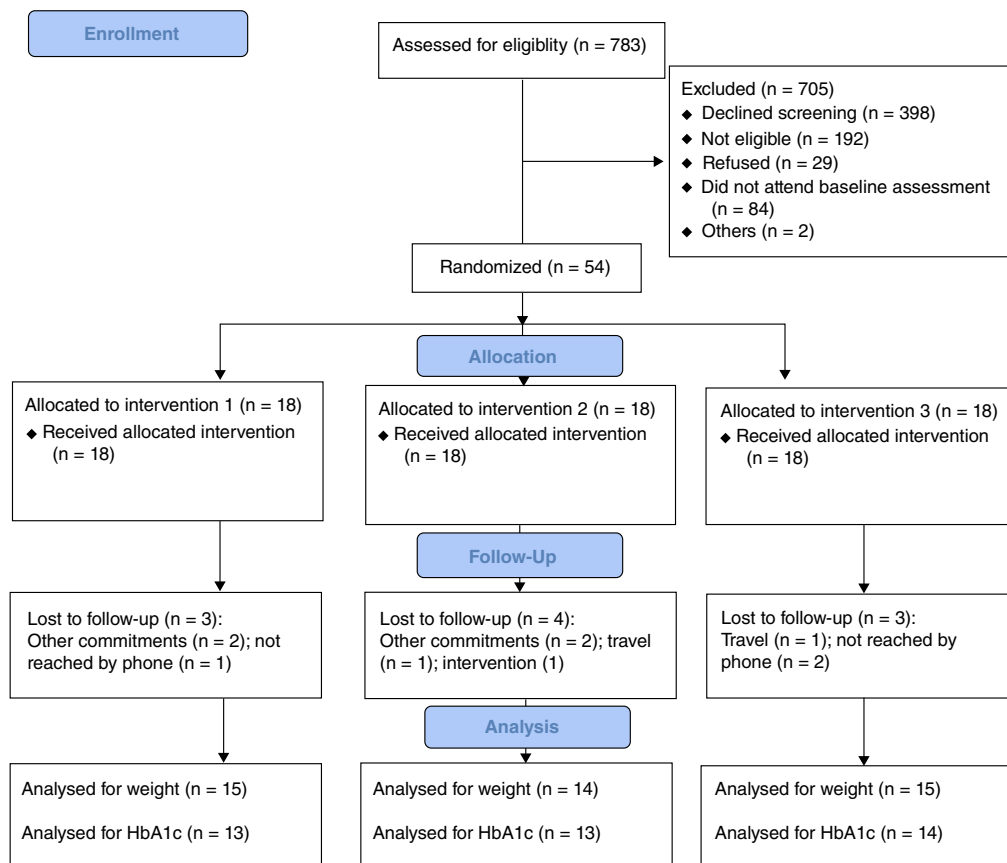 Enrollment
Assessed for eligiblity (n = 783)
Excluded (n = 705)
◆ Declined screening (n = 398)
◆ Not eligible (n = 192)
◆ Refused (n = 29)
◆ Did not attend baseline assessment
(n = 84)
◆ Others (n = 2)
Randomized (n = 54)
Allocation
Allocated to intervention 1 (n = 18)
◆ Received allocated intervention
(n = 18)
Allocated to intervention 2 (n = 18)
◆ Received allocated intervention
(n = 18)
Allocated to intervention 3 (n = 18)
◆ Received allocated intervention
(n = 18)
Follow-Up
Lost to follow-up (n = 3):
Other commitments (n = 2); not
reached by phone (n = 1)
Lost to follow-up (n = 4):
Other commitments (n = 2); travel
(n = 1); intervention (1)
Lost to follow-up (n = 3):
Travel (n = 1); not reached by
phone (n = 2)
Analysis
Analysed for weight (n = 15)
Analysed for HbA1c (n = 13)
Analysed for weight (n = 14)
Analysed for HbA1c (n = 13)
Analysed for weight (n = 15)
Analysed for HbA1c (n = 14)